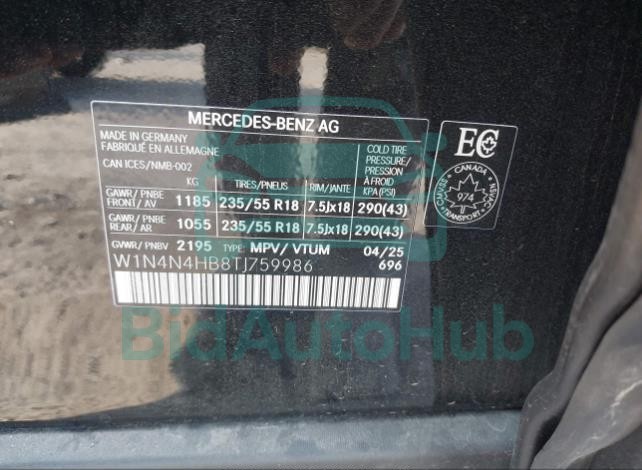 MERCEDES-BENZ AG
MADE IN GERMANY
FABRIQUÉ EN ALLEMAGNE
CAN ICES/NMB-002
COLD TIRE
PRESSURE/
PRESSION
À FROID
KPA (PSI)
KG TIRES/PNEUS RIM/JANTE
GAWR/ PNBE
FRONT/ AV 1185 235/55 R18 7.5Jx18 290(43)
GAWR/ PNBE
REAR/ AR 1055 235/55 R18 7.5Jx18 290(43)
GVWR/ PNBV 2195 TYPE: MPV/ VTUM 04/25
W1N4N4HB8TJ759986 696
EC
CANADA
974
TRANSPORT
BidAutoHub